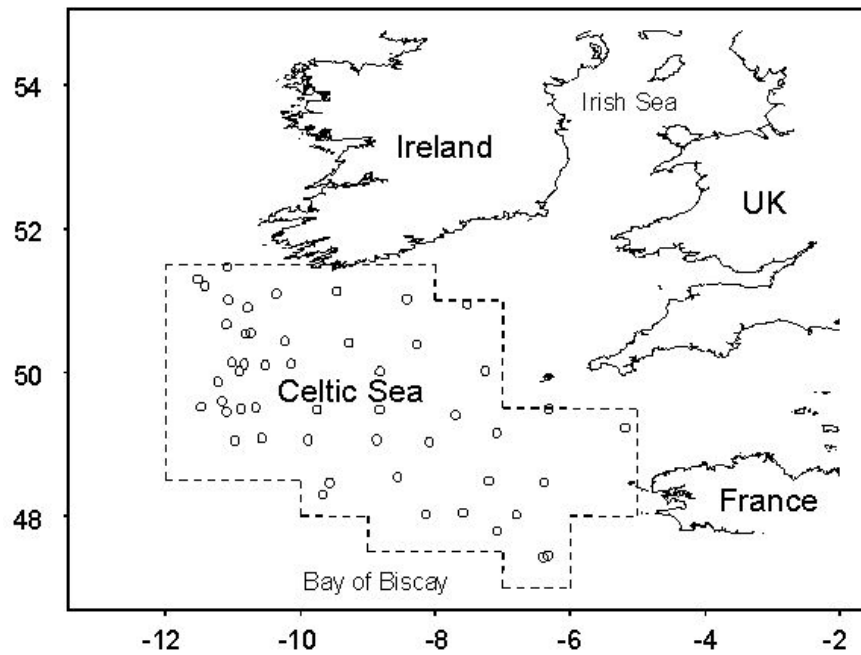 54
Irish Sea
Ireland
52
UK
50
Celtic Sea
France
48
Bay of Biscay
-12 -10 -8 -6 -4 -2